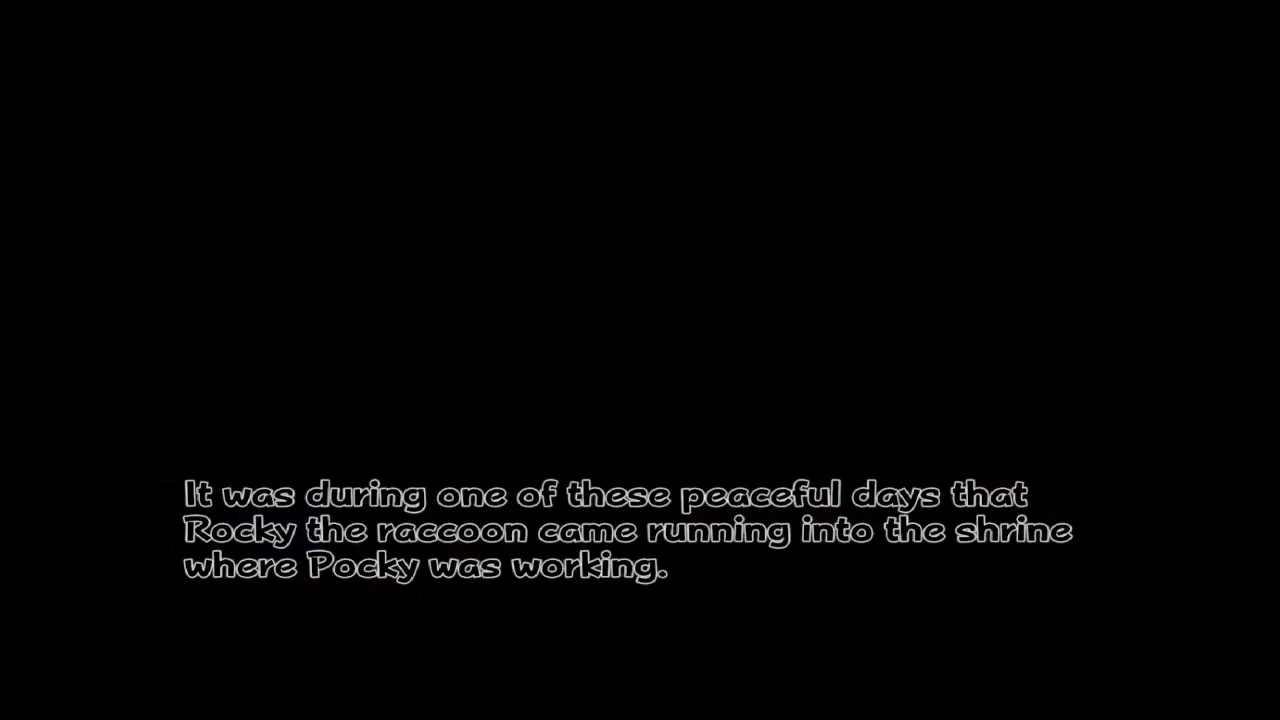 It was during one of these peaceful days that
Rocky the raccoon came running into the shrine
where Pocky was working.